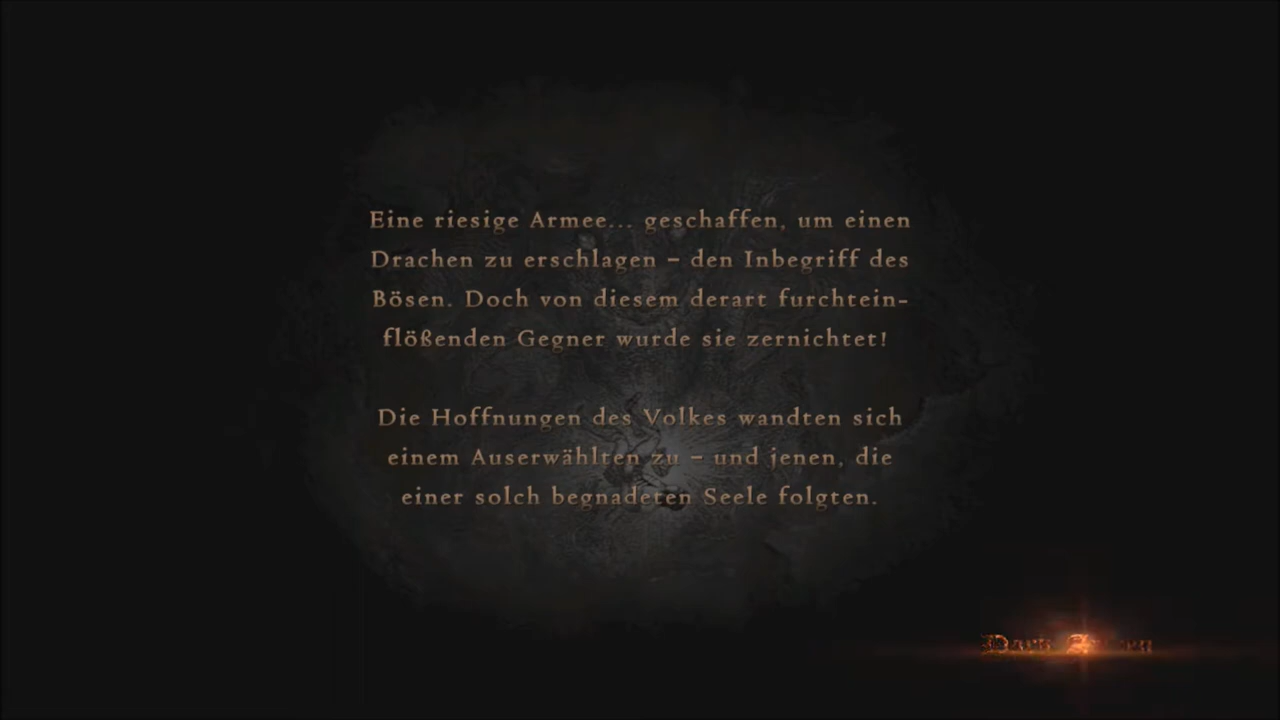 Eine riesige Armee... geschaffen, um einen
Drachen zu erschlagen – den Inbegriff des
Bösen. Doch von diesem derart furchtein-
flößenden Gegner wurde sie zernichtet!
Die Hoffnungen des Volkes wandten sich
einem Auserwählten zu – und jenen, die
einer solch begnadeten Seele folgten.
Dark